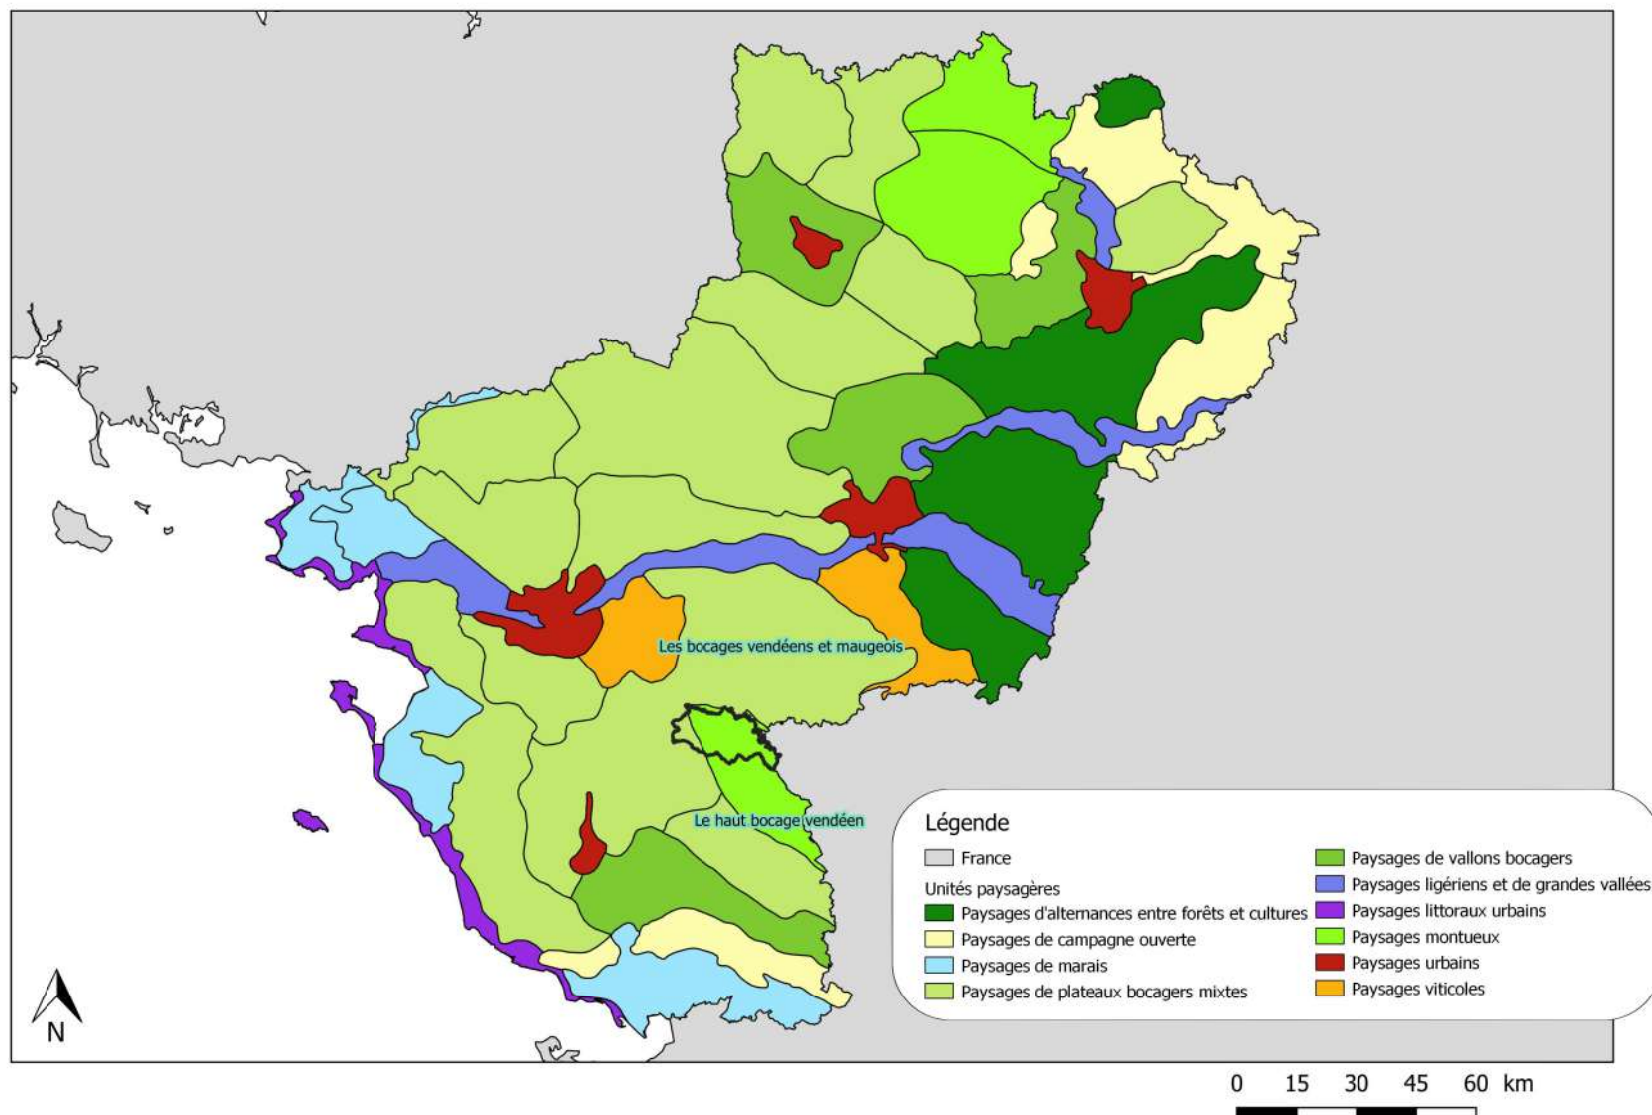 Les bocages vendéens et maugeois
Le haut bocage vendéen
Légende
France
Unités paysagères
Paysages d'alternances entre forêts et cultures
Paysages de campagne ouverte
Paysages de marais
Paysages de plateaux bocagers mixtes
Paysages de vallons bocagers
Paysages ligériens et de grandes vallées
Paysages littoraux urbains
Paysages montueux
Paysages urbains
Paysages viticoles
N
0 15 30 45 60 km